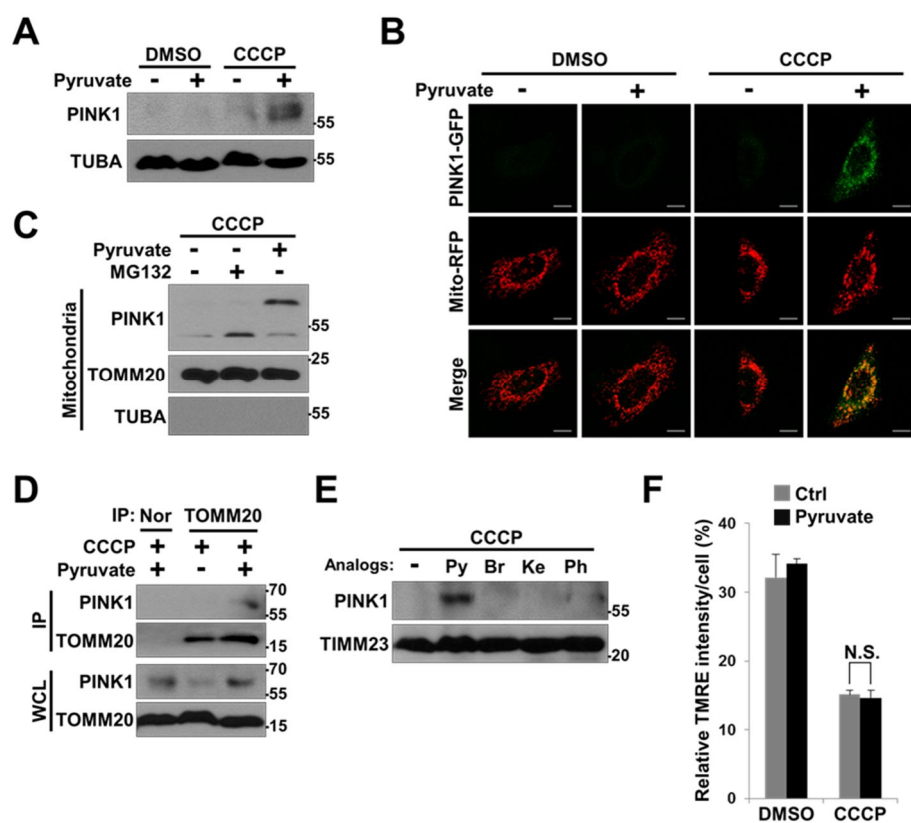 A
DMSO CCCP
Pyruvate - + - +
PINK1
-55
TUBA
-55
B
DMSO CCCP
Pyruvate - + - +
PINK1-GFP
Mito-RFP
Merge
C
CCCP
Pyruvate - - +
MG132 - + -
Mitochondria
PINK1
55
25
TOMM20
TUBA
-55
D
IP: Nor TOMM20
CCCP + + +
Pyruvate + - +
IP
PINK1
-70
55
TOMM20
-15
WCL
PINK1
-70
55
TOMM20
-15
E
CCCP
Analogs: - Py Br Ke Ph
PINK1
55
TIMM23
20
F
Ctrl
Pyruvate
Relative TMRE intensity/cell (%)
40
30
20
10
0
N.S.
DMSO CCCP